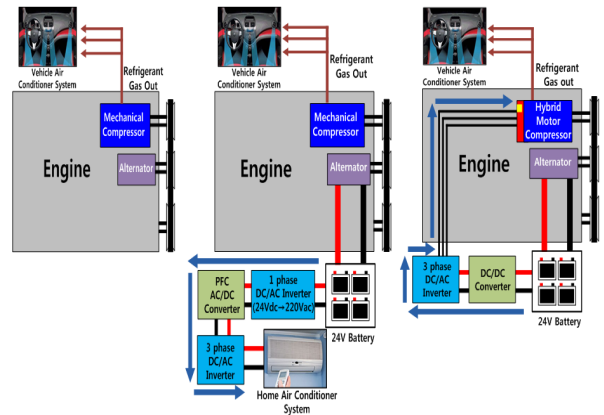 Vehicle Air
Conditioner System
Refrigerant
Gas Out
Mechanical
Compressor
Engine
Alternator
Vehicle Air
Conditioner System
Refrigerant
Gas Out
Mechanical
Compressor
Engine
Alternator
PFC
AC/DC
Converter
1 phase
DC/AC Inverter
(24Vdc→220Vac)
24V Battery
3 phase
DC/AC
Inverter
Home Air Conditioner
System
Vehicle Air
Conditioner System
Refrigerant
Gas out
Hybrid
Motor
Compressor
Engine
Alternator
3 phase
DC/AC
Inverter
DC/DC
Converter
24V Battery